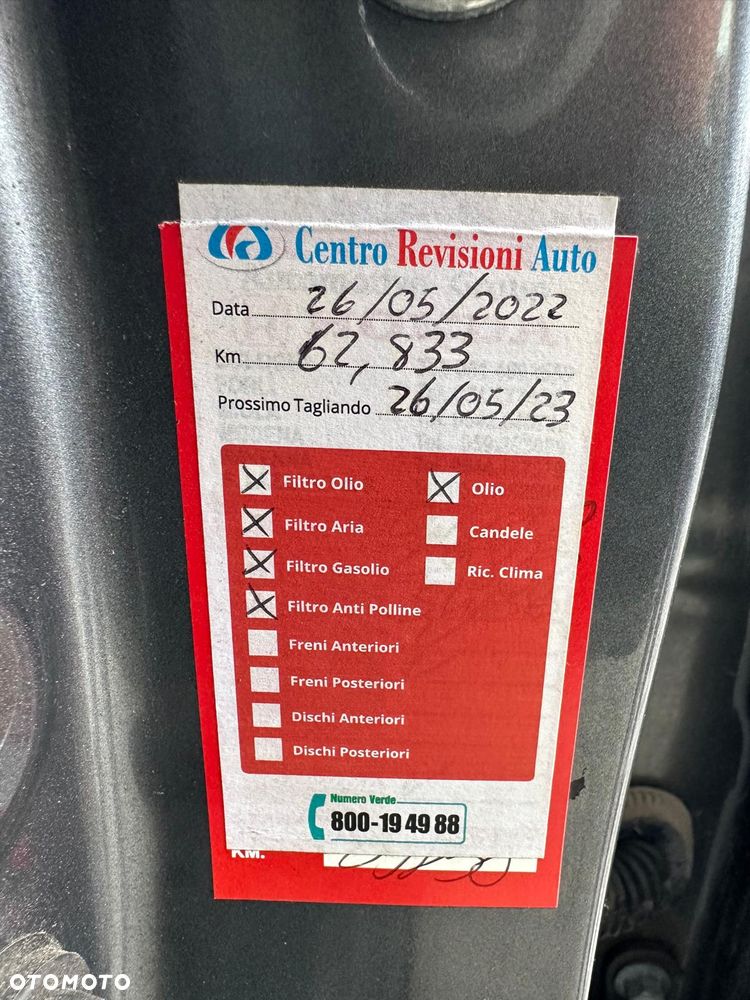 Centro Revisioni Auto
Data 26/05/2022
Km 62,833
Prossimo Tagliando 26/05/23
Filtro Olio
Olio
Filtro Aria
Candele
Filtro Gasolio
Ric. Clima
Filtro Anti Polline
Freni Anteriori
Freni Posteriori
Dischi Anteriori
Dischi Posteriori
Numero Verde
800-19 49 88
KM.
OTOMOTO